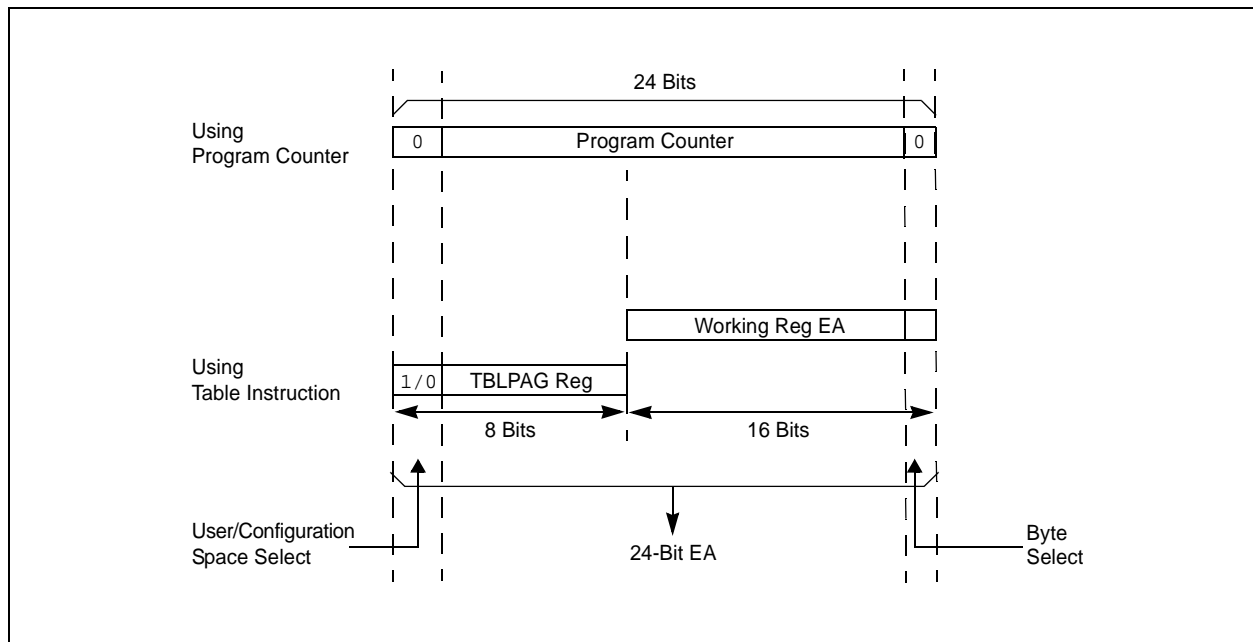 24 Bits
Using
Program Counter
0
Program Counter
0
Working Reg EA
Using
Table Instruction
1/0
TBLPAG Reg
8 Bits
16 Bits
User/Configuration
Space Select
24-Bit EA
Byte
Select